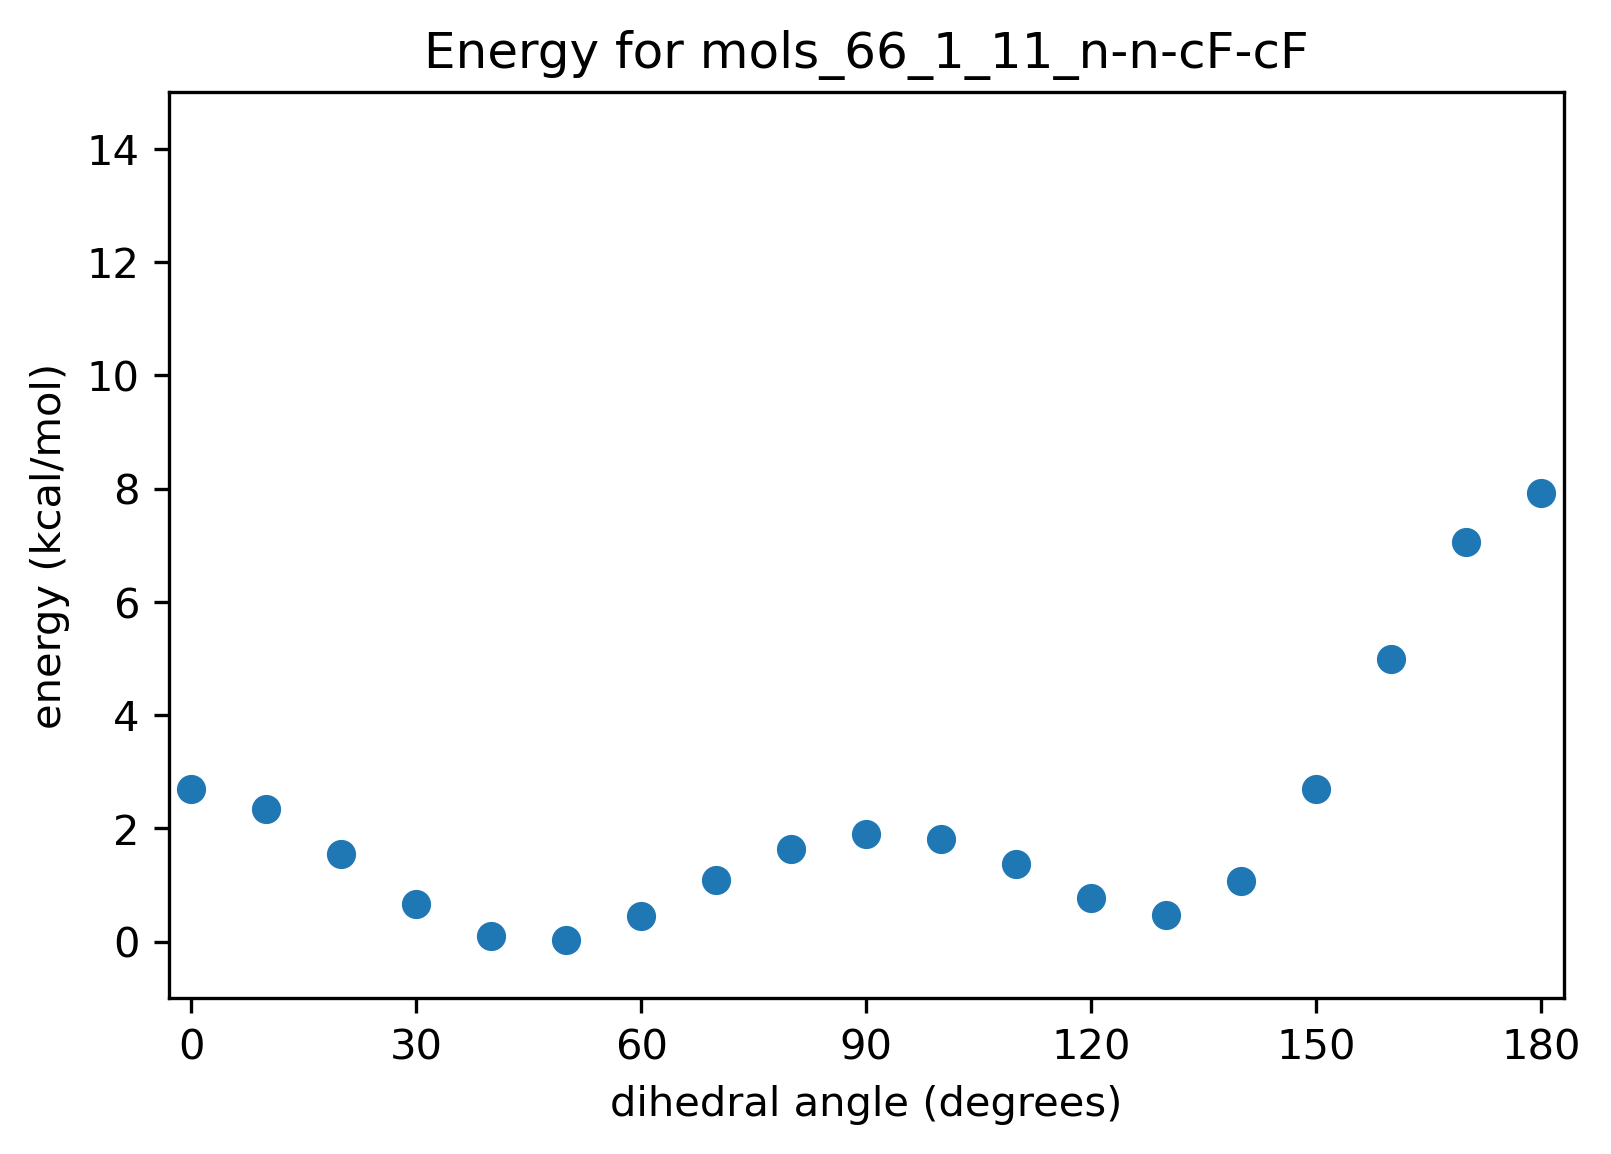 Energy for mols_66_1_11_n-n-cF-cF
14
12
10
8
6
4
2
0
energy (kcal/mol)
0 30 60 90 120 150 180
dihedral angle (degrees)